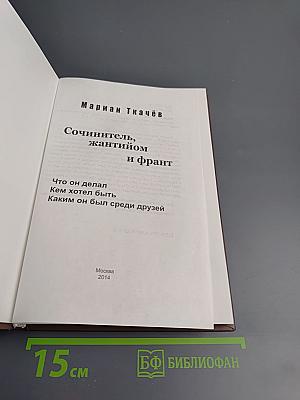 Мариан Ткачёв
Сочинитель,
жантийом
и франт
Что он делал
Кем хотел быть
Каким он был среди друзей
Москва
2014
15 см
БФ БИБЛИОФАН